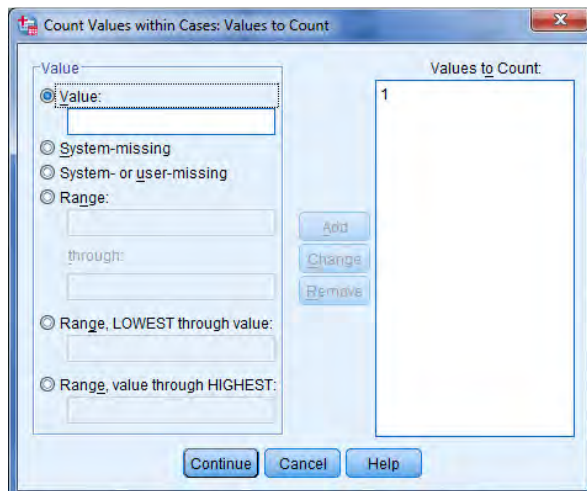 Count Values within Cases: Values to Count
Value
Value:
System-missing
System- or user-missing
Range:
through:
Range, LOWEST through value:
Range, value through HIGHEST:
Add
Change
Remove
Values to Count:
1
Continue
Cancel
Help